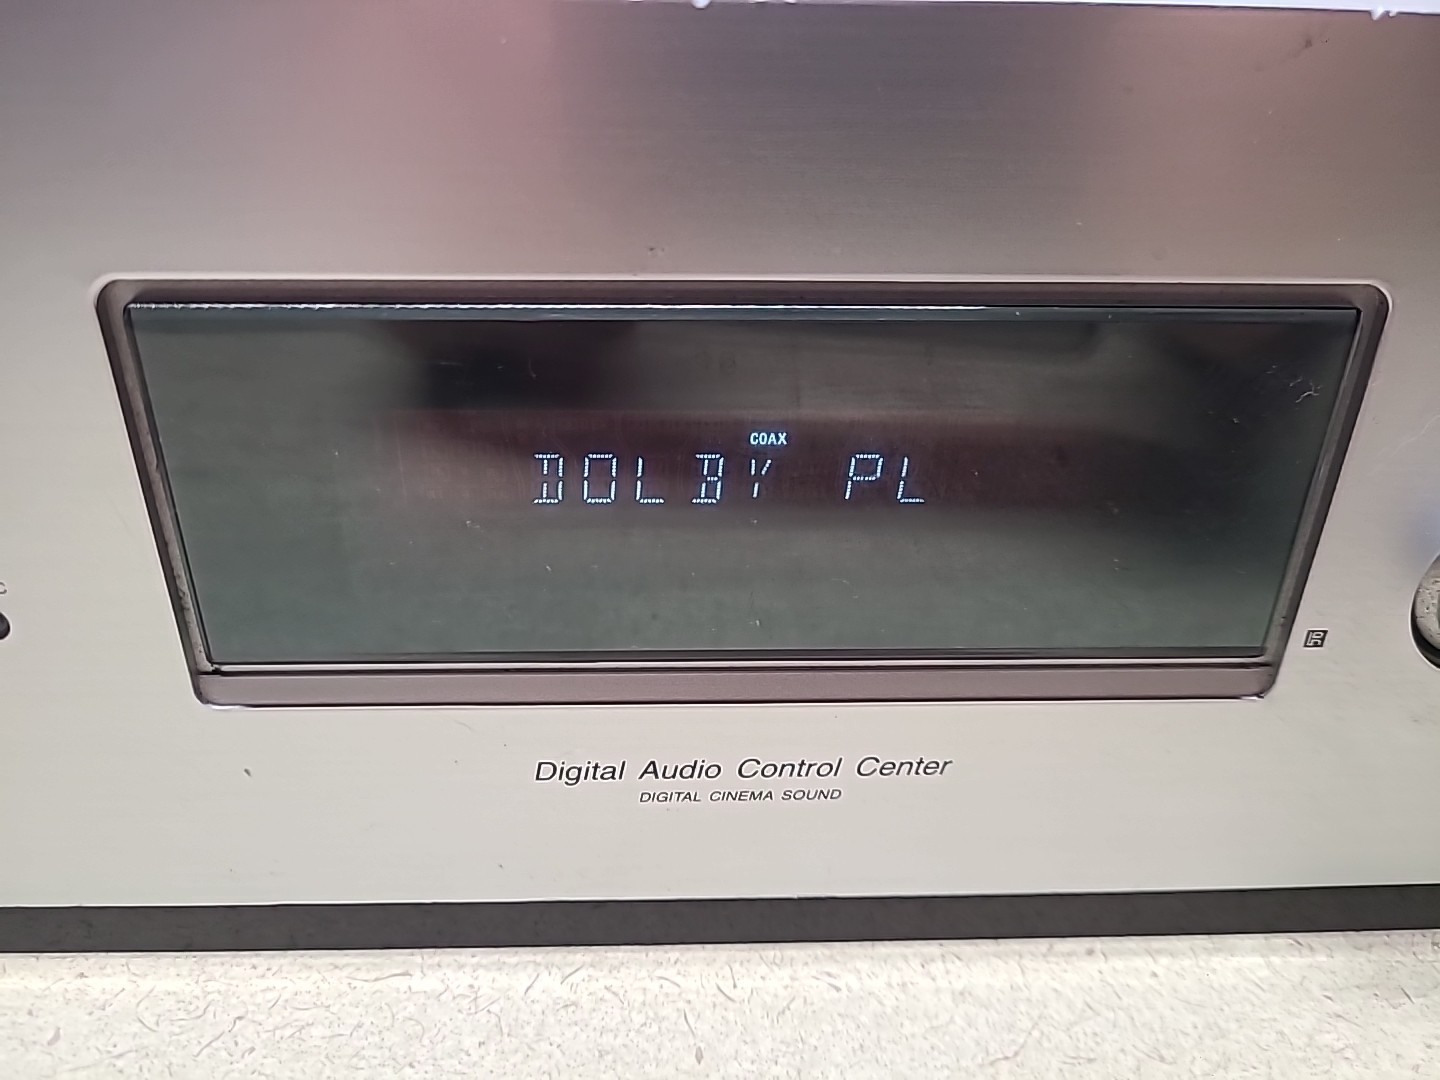 COAX
DOLBY PL
Digital Audio Control Center
DIGITAL CINEMA SOUND